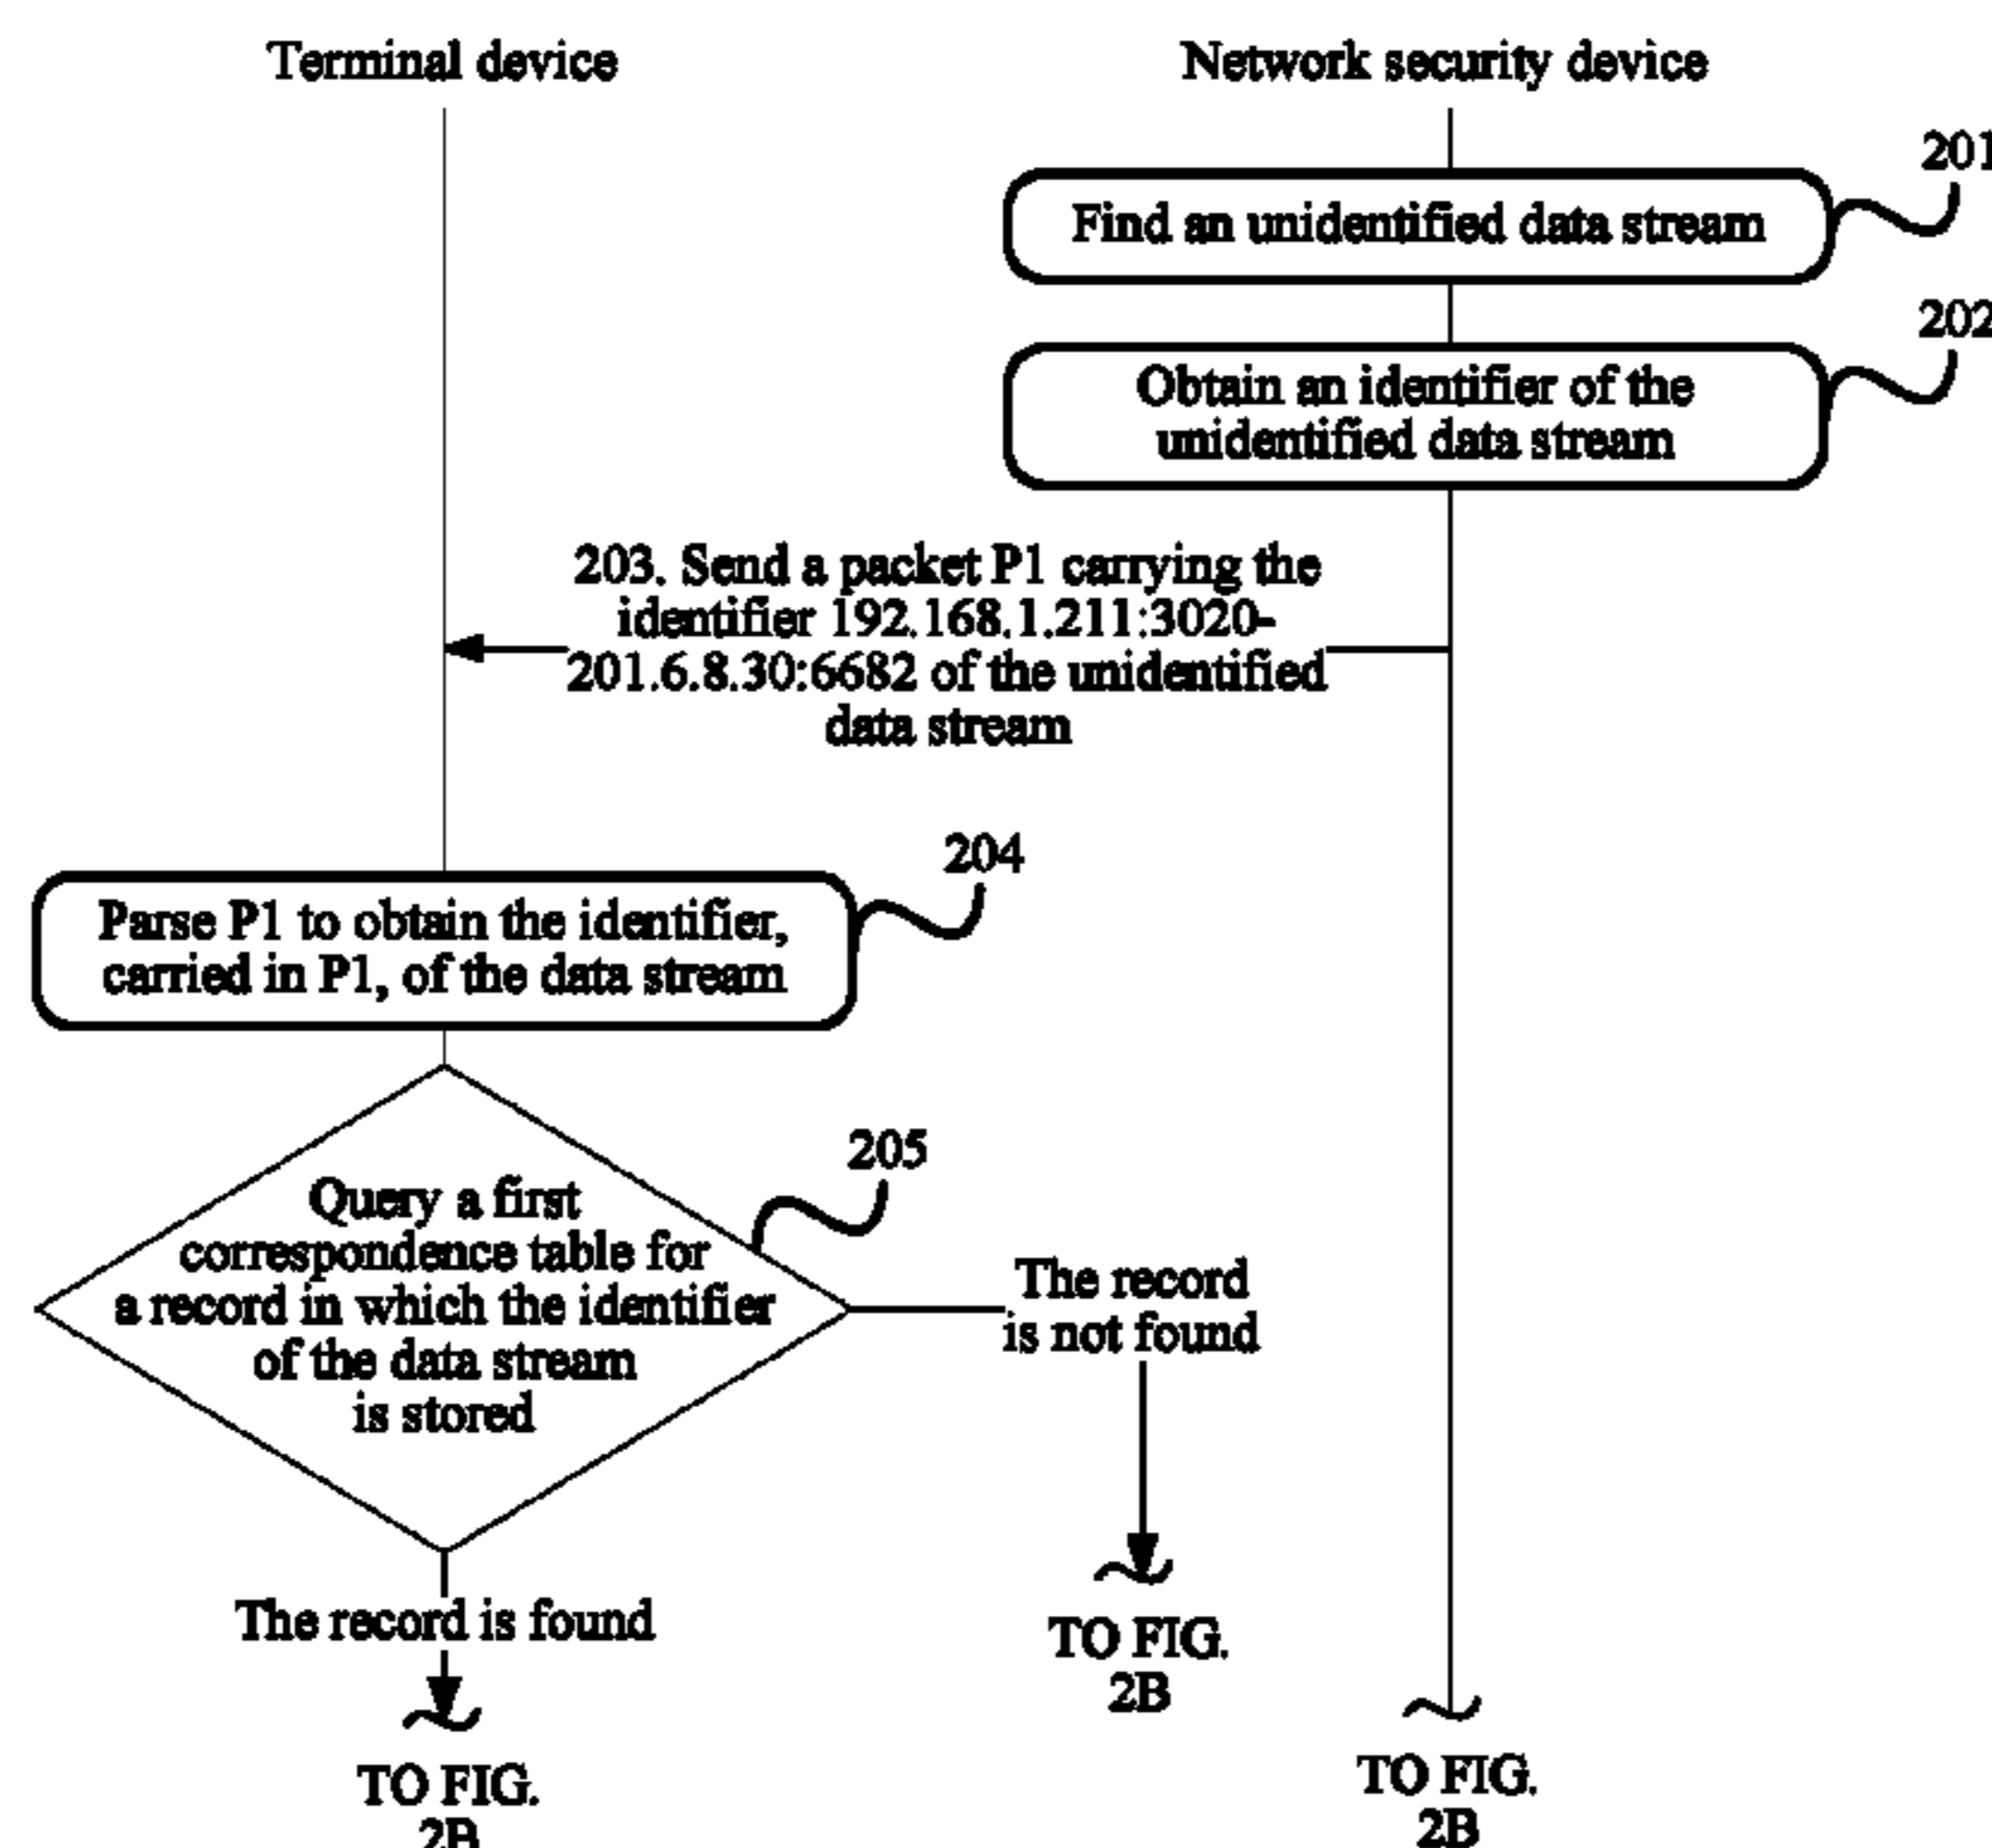 Terminal device
Network security device
201
Find an unidentified data stream
202
Obtain an identifier of the
unidentified data stream
203. Send a packet P1 carrying the
identifier 192.168.1.211:3020-
201.6.8.30:6682 of the unidentified
data stream
204
Parse P1 to obtain the identifier,
carried in P1, of the data stream
205
Query a first
correspondence table for
a record in which the identifier
of the data stream
is stored
The record
is not found
The record is found
TO FIG.
2B
TO FIG.
2B
TO FIG.
2B